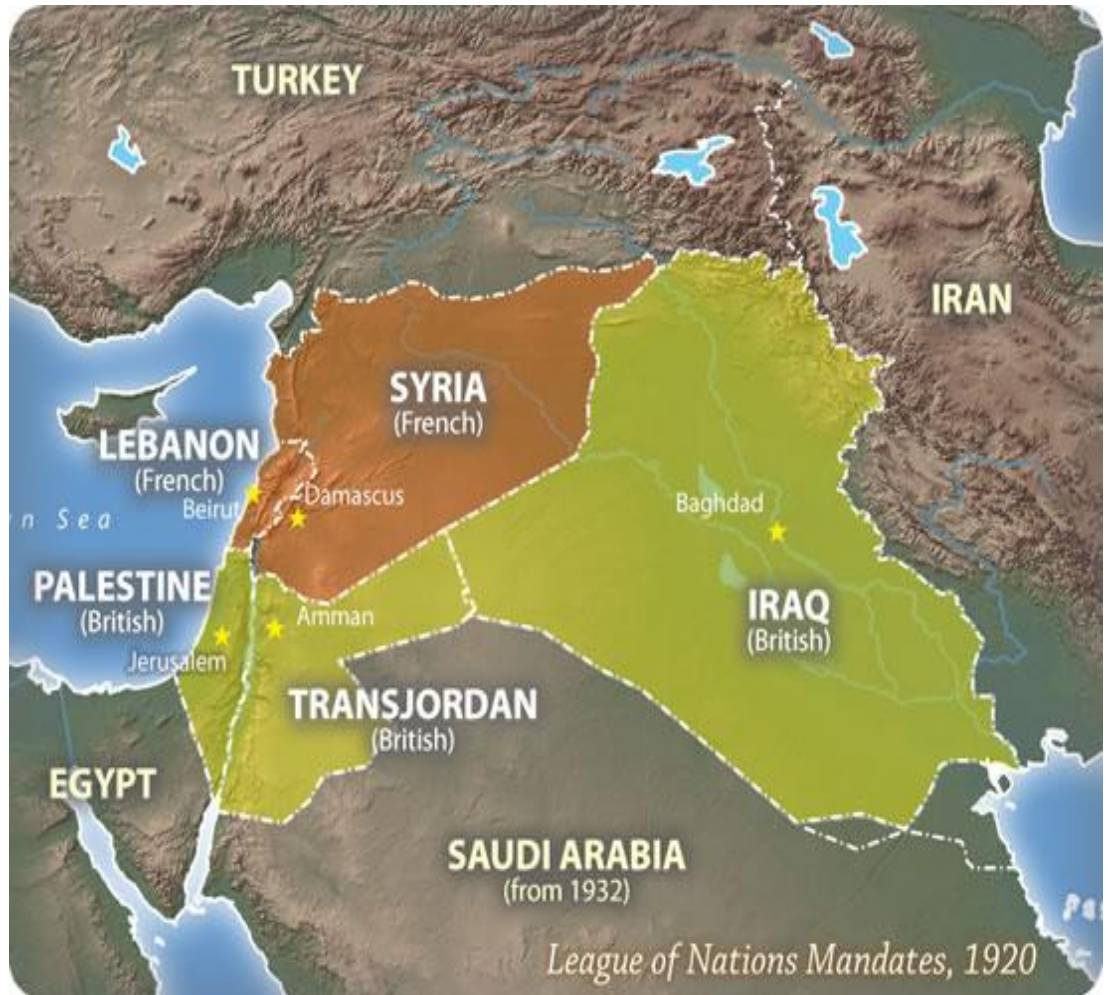 TURKEY
IRAN
SYRIA
(French)
LEBANON
(French)
Beirut
Damascus
n Sea
Baghdad
PALESTINE
(British)
Amman
IRAQ
(British)
Jerusalem
TRANSJORDAN
(British)
EGYPT
SAUDI ARABIA
(from 1932)
League of Nations Mandates, 1920